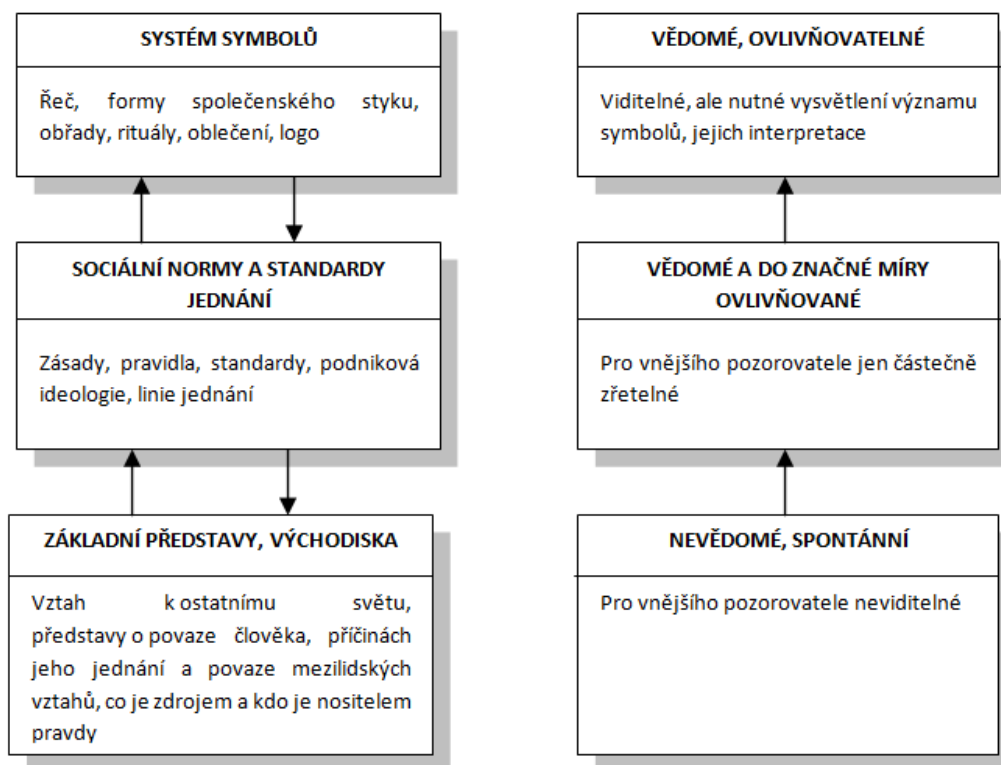 SYSTÉM SYMBOLŮ
Řeč, formy společenského styku,
obřady, rituály, oblečení, logo
VĚDOMÉ, OVLIVŇOVATELNÉ
Viditelné, ale nutné vysvětlení významu
symbolů, jejich interpretace
SOCIÁLNÍ NORMY A STANDARDY
JEDNÁNÍ
Zásady, pravidla, standardy, podniková
ideologie, linie jednání
VĚDOMÉ A DO ZNAČNÉ MÍRY
OVLIVŇOVANÉ
Pro vnějšího pozorovatele jen částečně
zřetelné
ZÁKLADNÍ PŘEDSTAVY, VÝCHODISKA
Vztah k ostatnímu světu,
představy o povaze člověka, příčinách
jeho jednání a povaze mezilidských
vztahů, co je zdrojem a kdo je nositelem
pravdy
NEVĚDOMÉ, SPONTÁNNÍ
Pro vnějšího pozorovatele neviditelné